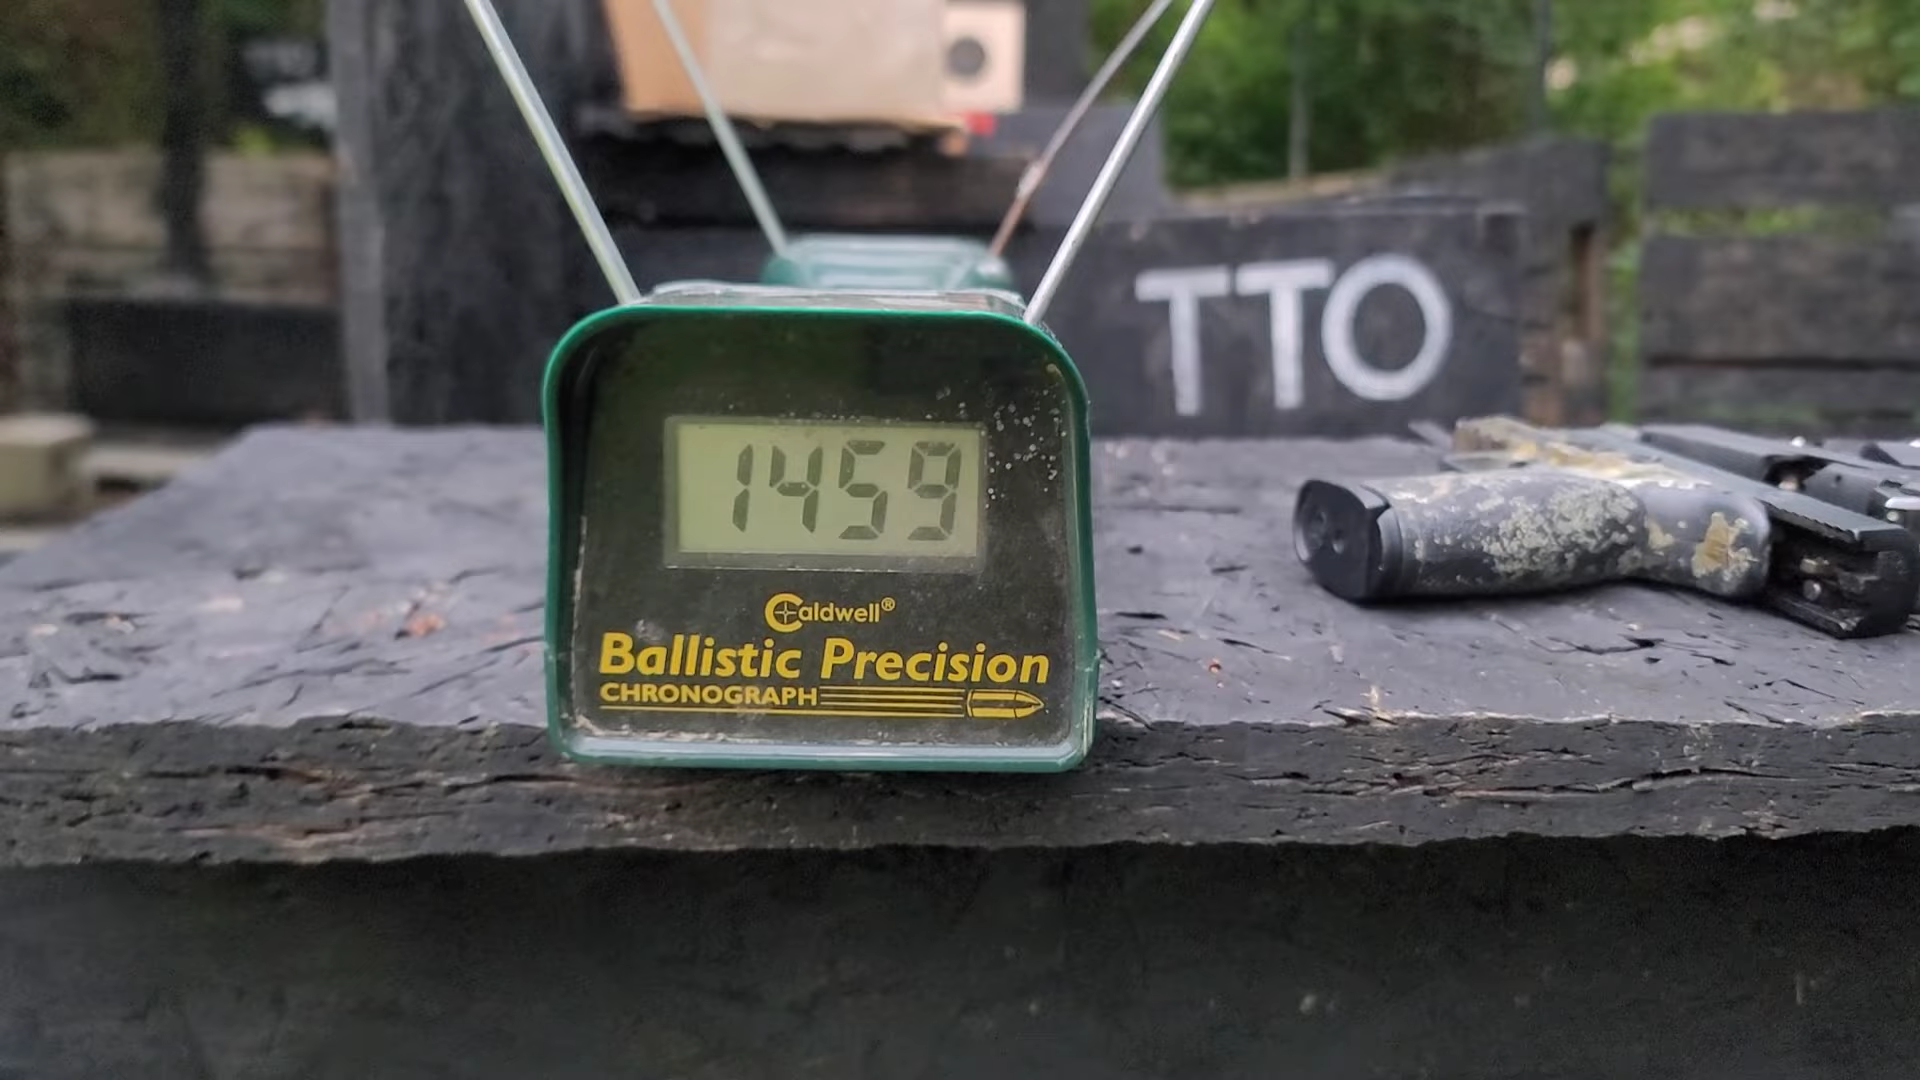 TTO
1459
Caldwell®
Ballistic Precision
CHRONOGRAPH